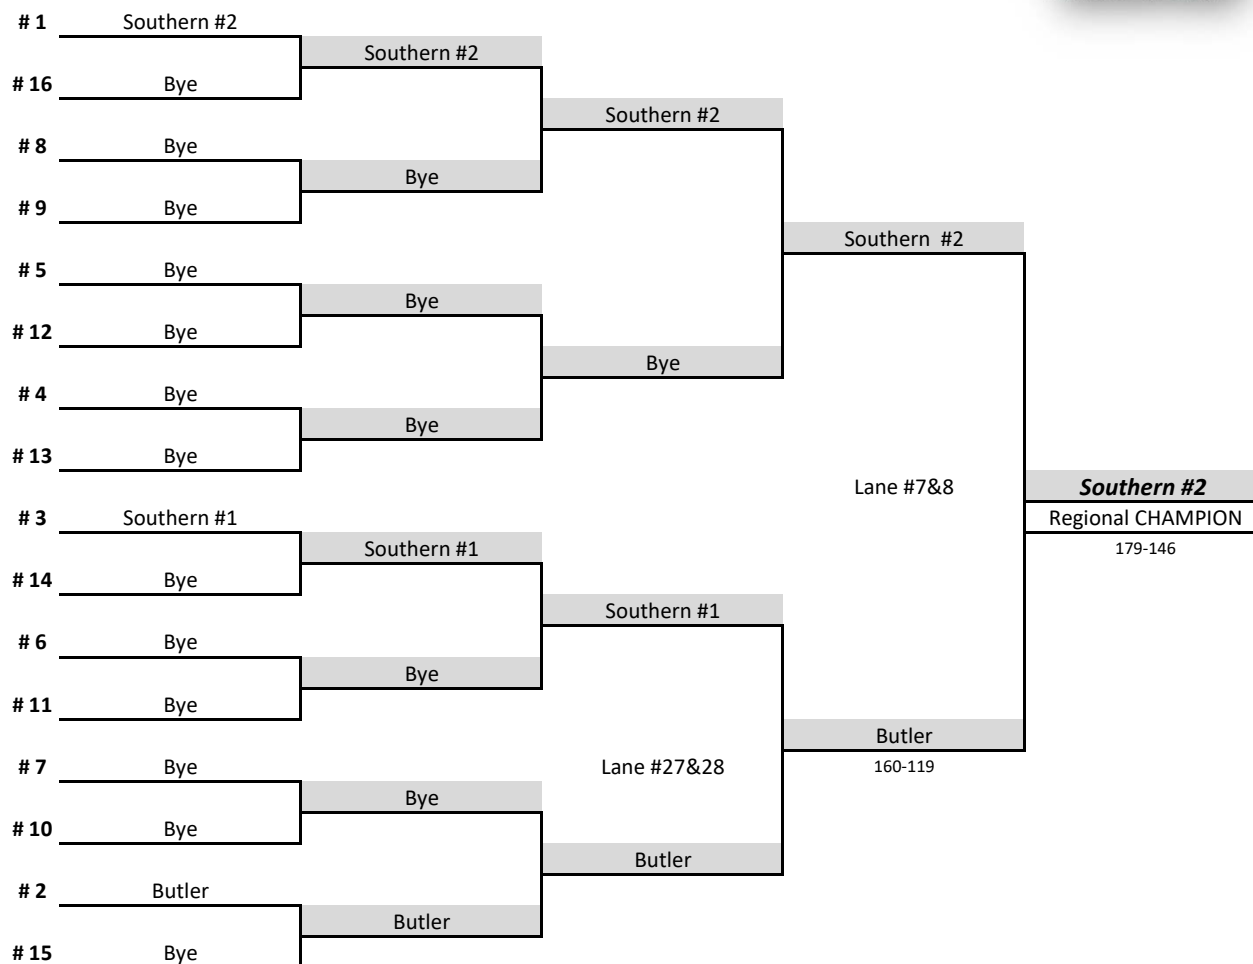 # 1 Southern #2
Southern #2
# 16 Bye
Southern #2
# 8 Bye
Bye
# 9 Bye
Southern  #2
# 5 Bye
Bye
# 12 Bye
Bye
# 4 Bye
Bye
# 13 Bye
Lane #7&8
Southern #2
# 3 Southern #1
Regional CHAMPION
Southern #1
179-146
# 14 Bye
Southern #1
# 6 Bye
Bye
# 11 Bye
Butler
# 7 Bye
Lane #27&28
160-119
Bye
# 10 Bye
Butler
# 2 Butler
Butler
# 15 Bye